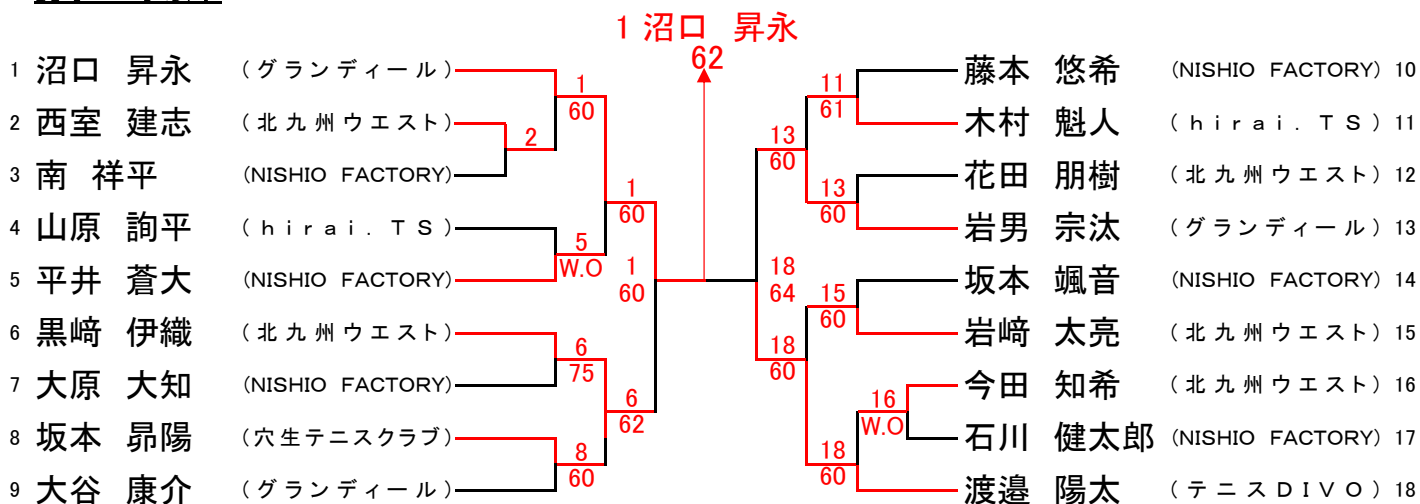 1 沼口 昇永
62
1 沼口 昇永 (グランディール)
2 西室 建志 (北九州ウエスト)
3 南 祥平 (NISHIO FACTORY)
4 山原 詢平 (hirai.TS)
5 平井 蒼大 (NISHIO FACTORY)
6 黒﨑 伊織 (北九州ウエスト)
7 大原 大知 (NISHIO FACTORY)
8 坂本 昴陽 (穴生テニスクラブ)
9 大谷 康介 (グランディール)
1
60
2
1
60
5
W.O
1
60
6
75
6
62
8
60
11
61
13
60
13
60
18
64
15
60
18
60
16
W.O
18
60
藤本 悠希 (NISHIO FACTORY) 10
木村 魁人 (hirai.TS) 11
花田 朋樹 (北九州ウエスト) 12
岩男 宗汰 (グランディール) 13
坂本 颯音 (NISHIO FACTORY) 14
岩﨑 太亮 (北九州ウエスト) 15
今田 知希 (北九州ウエスト) 16
石川 健太郎 (NISHIO FACTORY) 17
渡邉 陽太 (テニスDIVO) 18